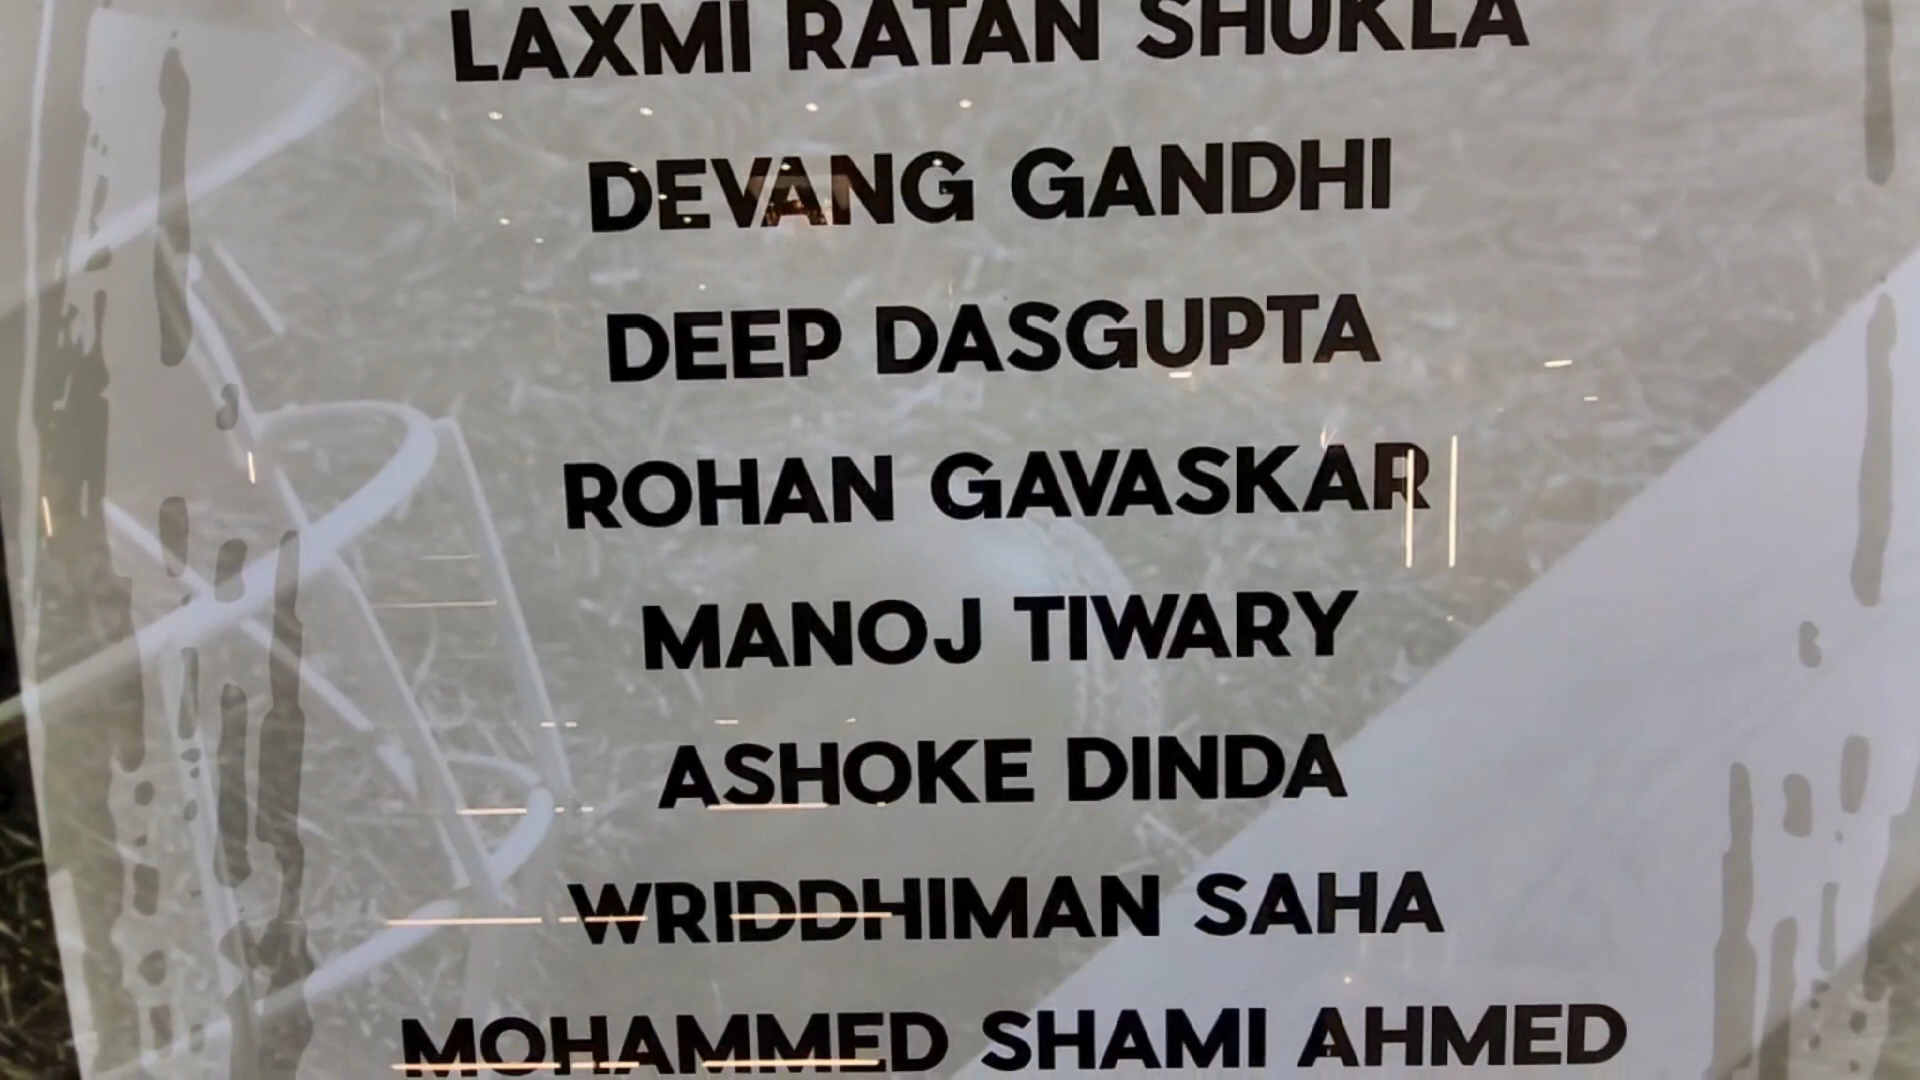 LAXMI RATAN SHUKLA
DEVANG GANDHI
DEEP DASGUPTA
ROHAN GAVASKAR
MANOJ TIWARY
ASHOKE DINDA
WRIDDHIMAN SAHA
MOHAMMED SHAMI AHMED